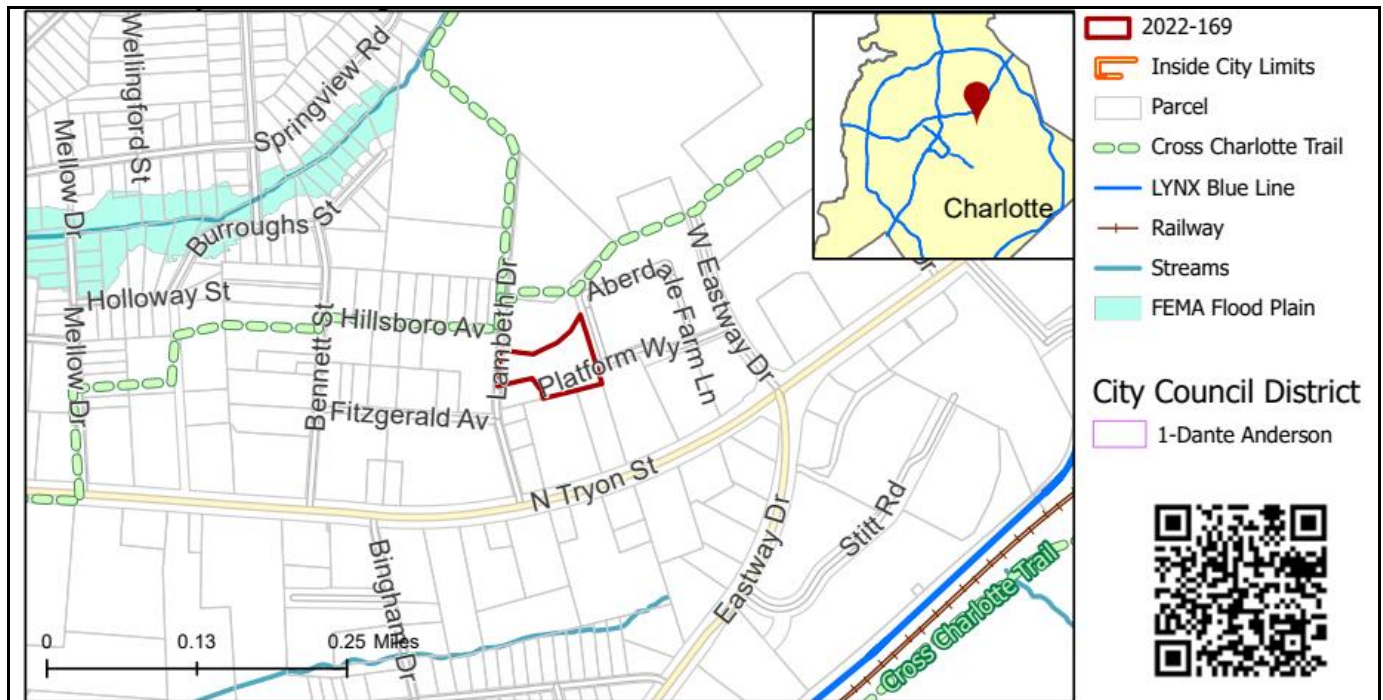 Wellingford St
Springview Rd
Mellow Dr
Burroughs St
Holloway St
Hillsboro Av
Lambeth Dr
Aberdale Farm Ln
W Eastway Dr
Platform Wy
Mellow Dr
Bennett St
Fitzgerald Av
N Tryon St
Dr
Eastway Dr
Stitt Rd
Bingham Dr
Cross Charlotte Trail
0 0.13 0.25 Miles
Charlotte
2022-169
Inside City Limits
Parcel
Cross Charlotte Trail
LYNX Blue Line
Railway
Streams
FEMA Flood Plain
City Council District
1-Dante Anderson